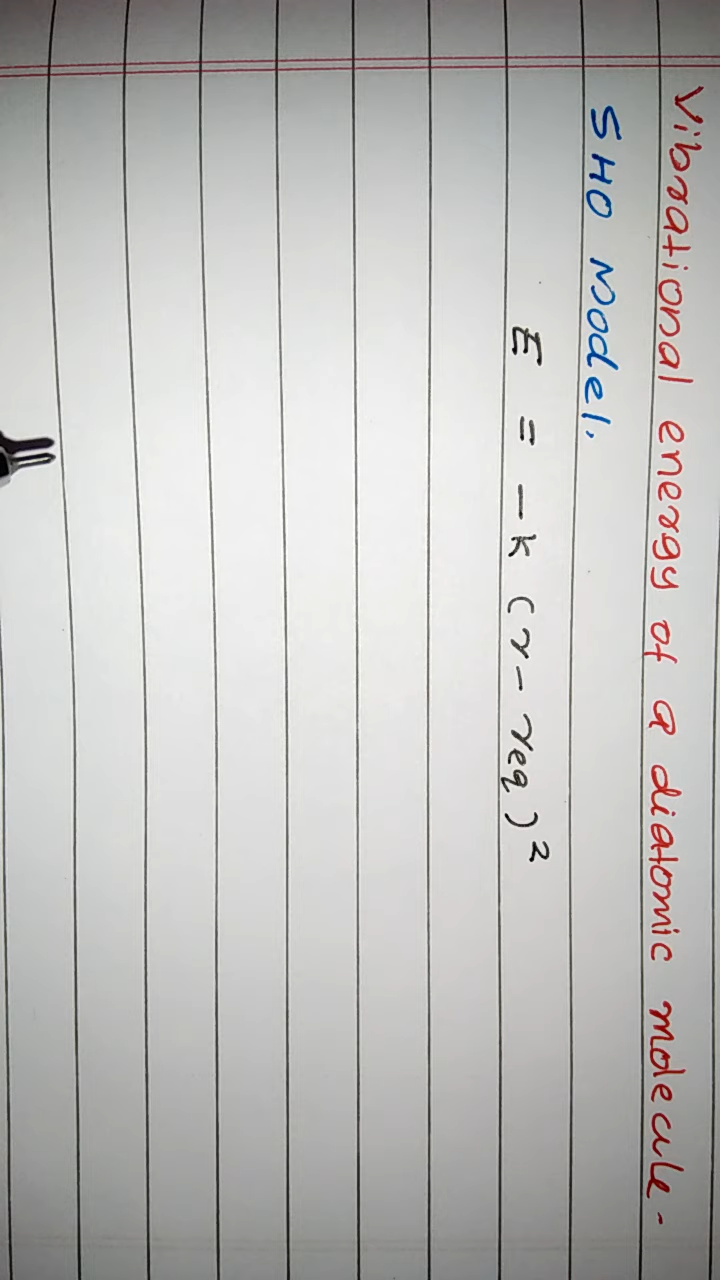 Vibrational energy of a diatomic molecule.
SHO Model.
E = -k (r - req)²